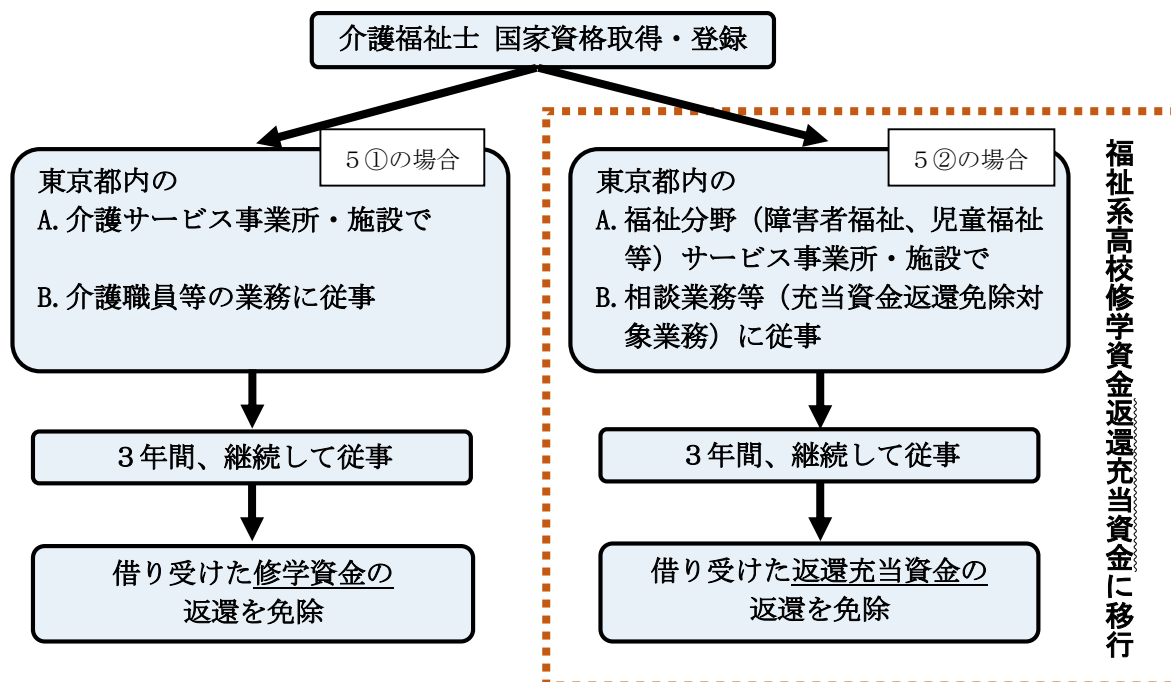 介護福祉士 国家資格取得・登録
5①の場合
東京都内の
A. 介護サービス事業所・施設で
B. 介護職員等の業務に従事
3年間、継続して従事
借り受けた修学資金の
返還を免除
5②の場合
東京都内の
A. 福祉分野（障害者福祉、児童福祉
等）サービス事業所・施設で
B. 相談業務等（充当資金返還免除対
象業務）に従事
3年間、継続して従事
借り受けた返還充当資金の
返還を免除
福祉系高校修学資金返還充当資金に移行